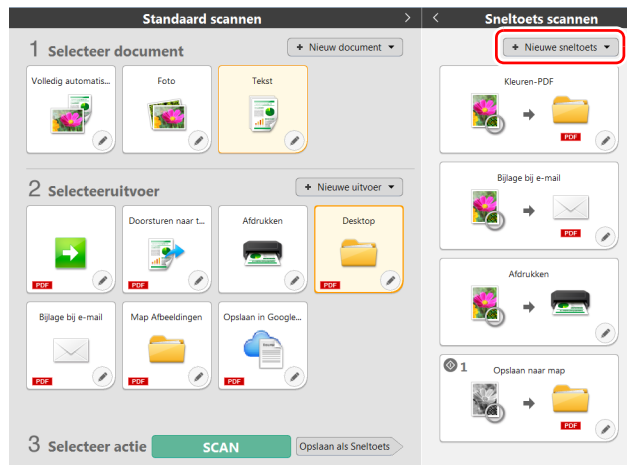 Standaard scannen >
1 Selecteer document
+ Nieuw document
Volledig automatis...
Foto
Tekst
2 Selecteeruitvoer
+ Nieuwe uitvoer
PDF
Doorsturen naar t...
PDF
Afdrukken
Desktop
PDF
Bijlage bij e-mail
PDF
Map Afbeeldingen
PDF
Opslaan in Google...
PDF
3 Selecteer actie
SCAN
Opslaan als Sneltoets
< Sneltoets scannen
+ Nieuwe sneltoets
Kleuren-PDF
PDF
Bijlage bij e-mail
PDF
Afdrukken
1 Opslaan naar map
PDF